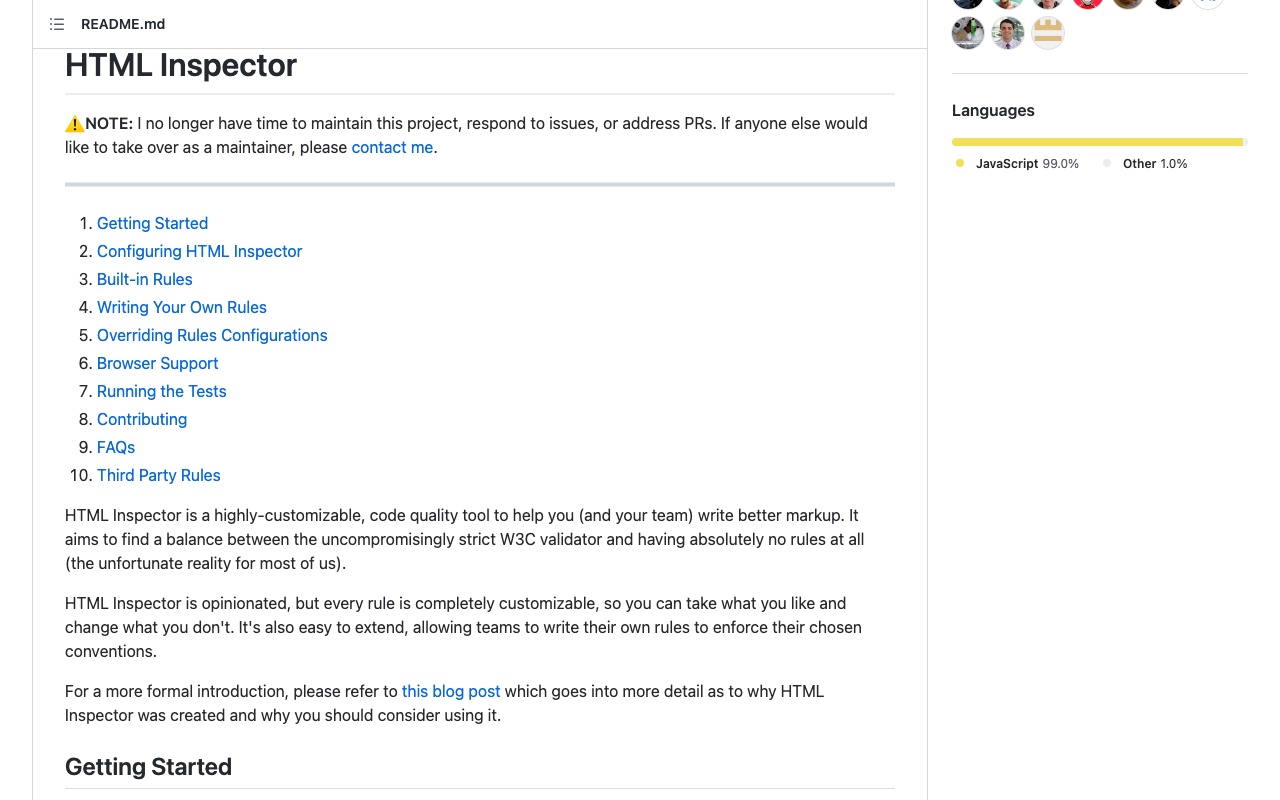 README.md
HTML Inspector
⚠️NOTE: I no longer have time to maintain this project, respond to issues, or address PRs. If anyone else would
like to take over as a maintainer, please contact me.
1. Getting Started
2. Configuring HTML Inspector
3. Built-in Rules
4. Writing Your Own Rules
5. Overriding Rules Configurations
6. Browser Support
7. Running the Tests
8. Contributing
9. FAQs
10. Third Party Rules
HTML Inspector is a highly-customizable, code quality tool to help you (and your team) write better markup. It
aims to find a balance between the uncompromisingly strict W3C validator and having absolutely no rules at all
(the unfortunate reality for most of us).
HTML Inspector is opinionated, but every rule is completely customizable, so you can take what you like and
change what you don't. It's also easy to extend, allowing teams to write their own rules to enforce their chosen
conventions.
For a more formal introduction, please refer to this blog post which goes into more detail as to why HTML
Inspector was created and why you should consider using it.
Getting Started
Languages
JavaScript 99.0%
Other 1.0%